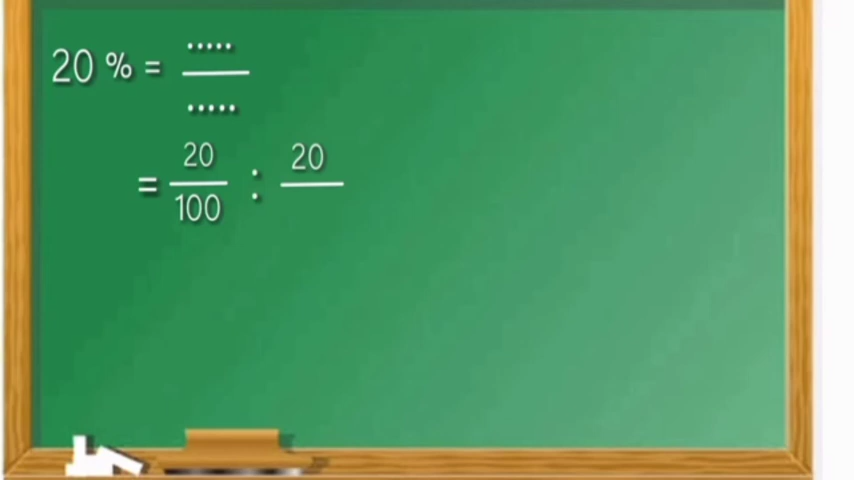 20 % = .....
.....
= 20 : 20
100